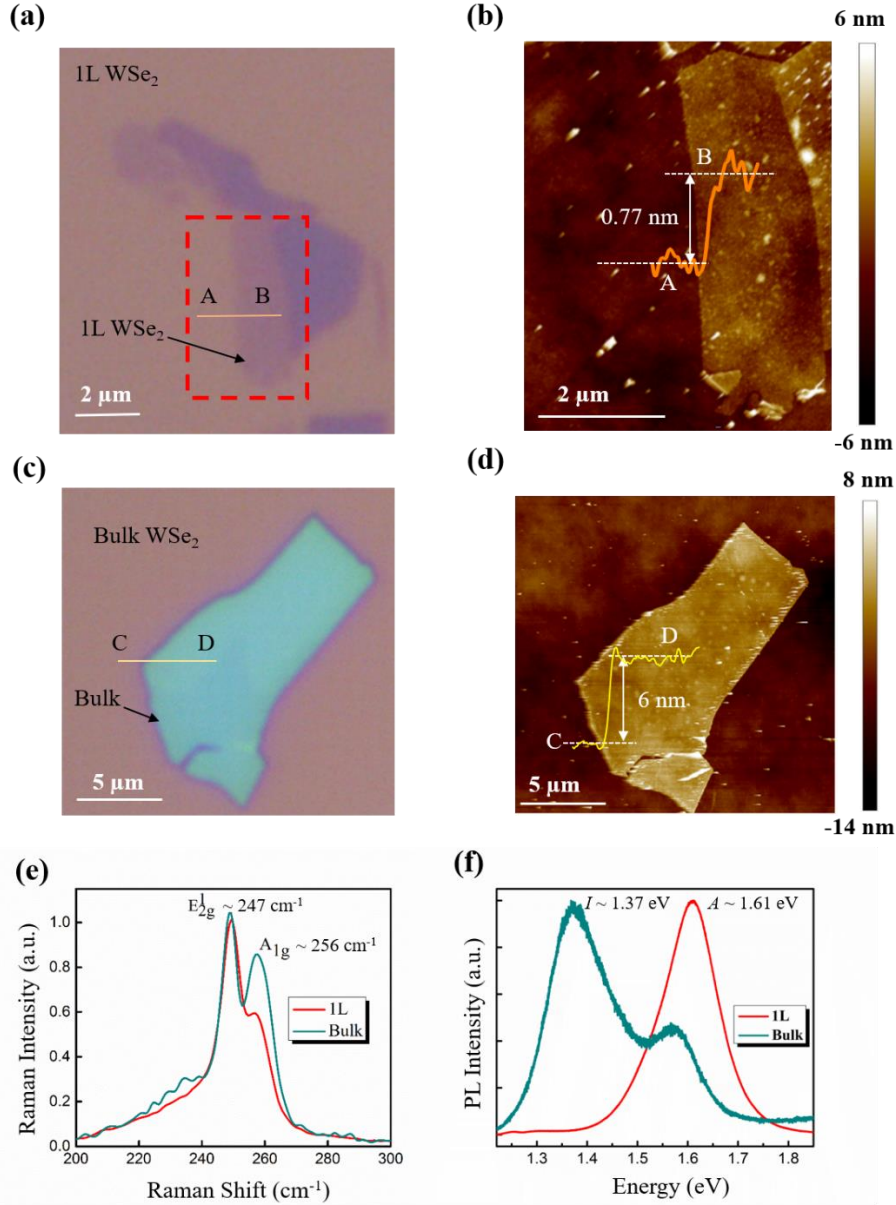 (a)
1L WSe₂
A B
1L WSe₂
2 μm
(b)
6 nm
B
0.77 nm
A
2 μm
-6 nm
(c)
Bulk WSe₂
C D
Bulk
5 μm
(d)
8 nm
D
6 nm
C
5 μm
-14 nm
(e)
E¹₂g ~ 247 cm⁻¹
A₁g ~ 256 cm⁻¹
1L
Bulk
Raman Intensity (a.u.)
1.0
0.8
0.6
0.4
0.2
0.0
200 220 240 260 280 300
Raman Shift (cm⁻¹)
(f)
I ~ 1.37 eV A ~ 1.61 eV
1L
Bulk
PL Intensity (a.u.)
1.3 1.4 1.5 1.6 1.7 1.8
Energy (eV)